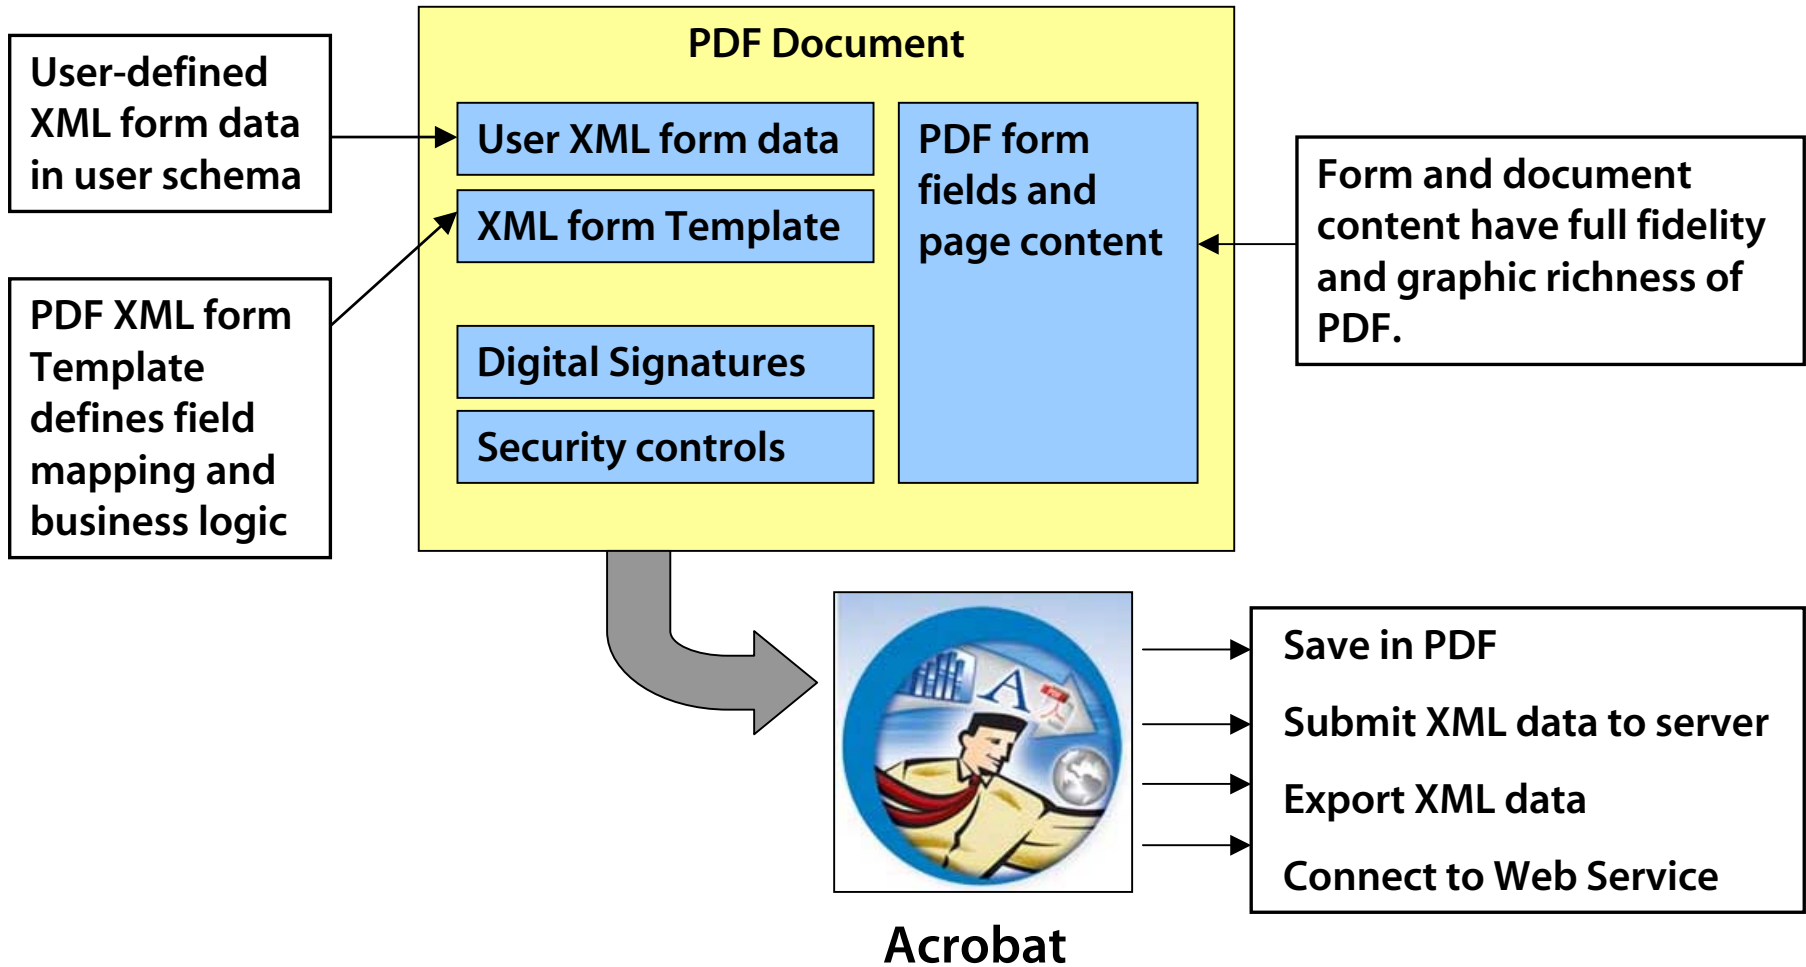 PDF Document
User-defined
XML form data
in user schema
PDF XML form
Template
defines field
mapping and
business logic
User XML form data
XML form Template
Digital Signatures
Security controls
PDF form
fields and
page content
Form and document
content have full fidelity
and graphic richness of
PDF.
A
PDF
Acrobat
Save in PDF
Submit XML data to server
Export XML data
Connect to Web Service